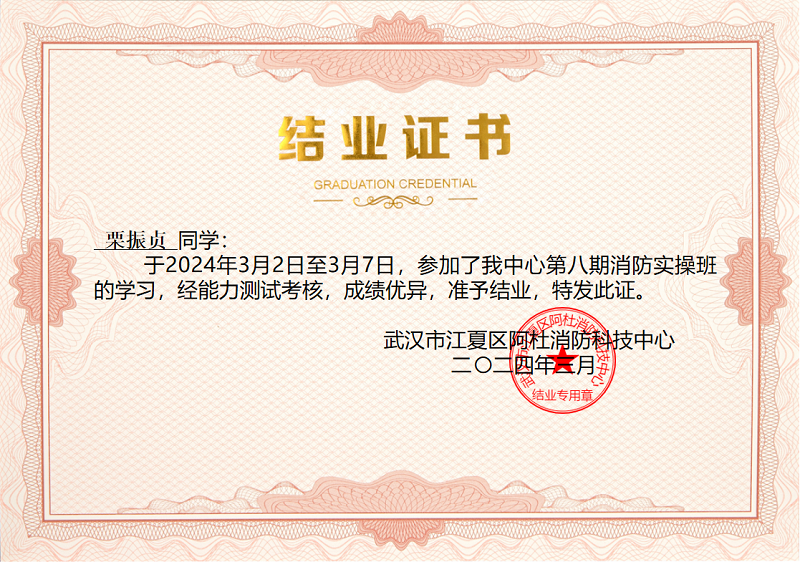 结业证书
GRADUATION CREDENTIAL
栗振贞 同学：
于2024年3月2日至3月7日，参加了我中心第八期消防实操班
的学习，经能力测试考核，成绩优异，准予结业，特发此证。
武汉市江夏区阿杜消防科技中心
二〇二四年三月
武汉市江夏区阿杜消防科技中心
结业专用章